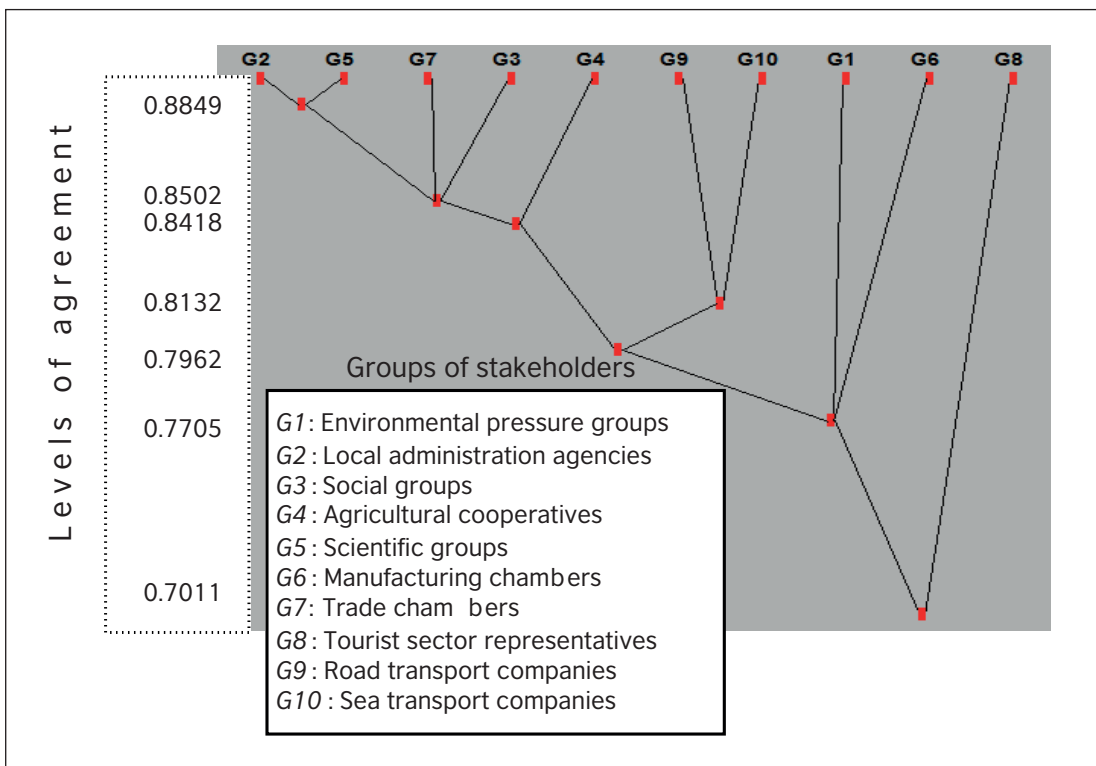 G2 G5 G7 G3 G4 G9 G10 G1 G6 G8
Levels of agreement
0.8849
0.8502
0.8418
0.8132
0.7962
0.7705
0.7011
Groups of stakeholders
G1: Environmental pressure groups
G2 : Local administration agencies
G3 : Social groups
G4 : Agricultural cooperatives
G5 : Scientific groups
G6 : Manufacturing chambers
G7 : Trade cham bers
G8 : Tourist sector representatives
G9 : Road transport companies
G10 : Sea transport companies